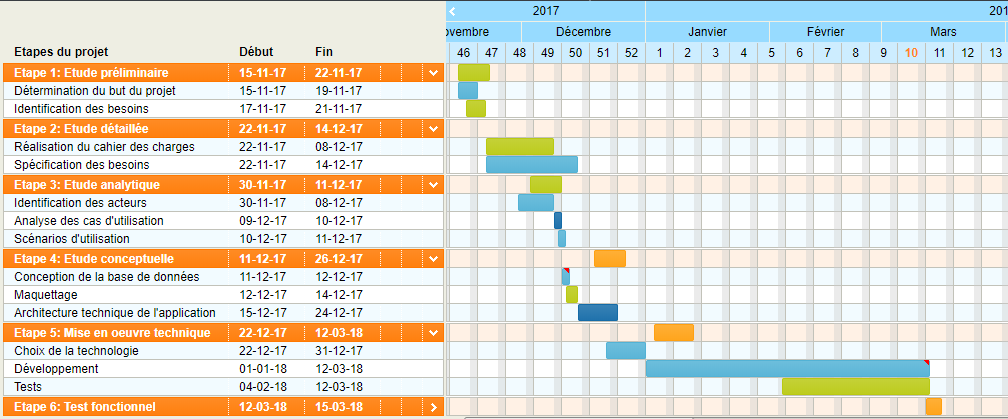 2017 201
ovembre Décembre Janvier Février Mars
Etapes du projet Début Fin 46 47 48 49 50 51 52 1 2 3 4 5 6 7 8 9 10 11 12 13
Etape 1: Etude préliminaire 15-11-17 22-11-17
Détermination du but du projet 15-11-17 19-11-17
Identification des besoins 17-11-17 21-11-17
Etape 2: Etude détaillée 22-11-17 14-12-17
Réalisation du cahier des charges 22-11-17 08-12-17
Spécification des besoins 22-11-17 14-12-17
Etape 3: Etude analytique 30-11-17 11-12-17
Identification des acteurs 30-11-17 08-12-17
Analyse des cas d'utilisation 09-12-17 10-12-17
Scénarios d'utilisation 10-12-17 11-12-17
Etape 4: Etude conceptuelle 11-12-17 26-12-17
Conception de la base de données 11-12-17 12-12-17
Maquettage 12-12-17 14-12-17
Architecture technique de l'application 15-12-17 24-12-17
Etape 5: Mise en oeuvre technique 22-12-17 12-03-18
Choix de la technologie 22-12-17 31-12-17
Développement 01-01-18 12-03-18
Tests 04-02-18 12-03-18
Etape 6: Test fonctionnel 12-03-18 15-03-18